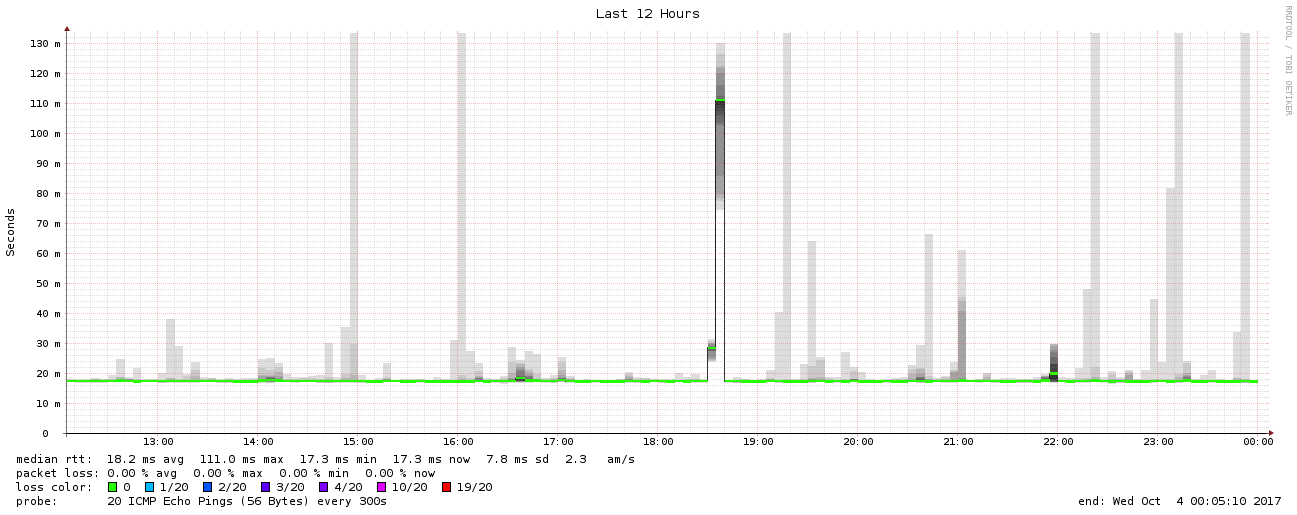 Last 12 Hours
RRDTOOL / TOBI OETIKER
Seconds
130 m
120 m
110 m
100 m
90 m
80 m
70 m
60 m
50 m
40 m
30 m
20 m
10 m
0
13:00 14:00 15:00 16:00 17:00 18:00 19:00 20:00 21:00 22:00 23:00 00:00
median rtt: 18.2 ms avg 111.0 ms max 17.3 ms min 17.3 ms now 7.8 ms sd 2.3 am/s
packet loss: 0.00 % avg 0.00 % max 0.00 % min 0.00 % now
loss color: 0 1/20 2/20 3/20 4/20 10/20 19/20
probe: 20 ICMP Echo Pings (56 Bytes) every 300s end: Wed Oct 4 00:05:10 2017